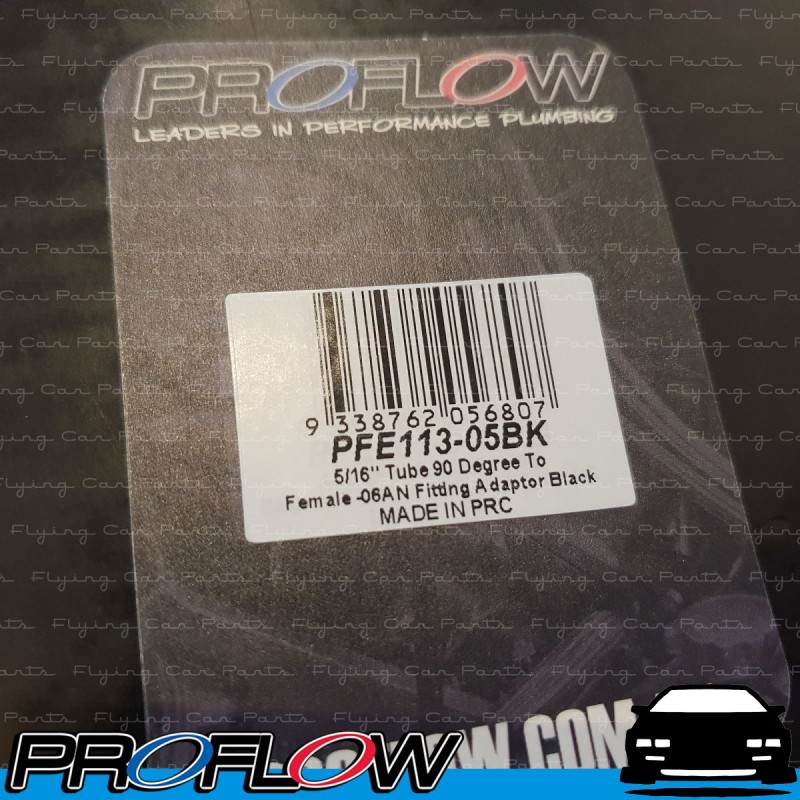 PROFLOW
LEADERS IN PERFORMANCE PLUMBING
9 338762 056807
PFE113-05BK
5/16" Tube 90 Degree To
Female -06AN Fitting Adaptor Black
MADE IN PRC
Flying Car Parts
.COM
PROFLOW